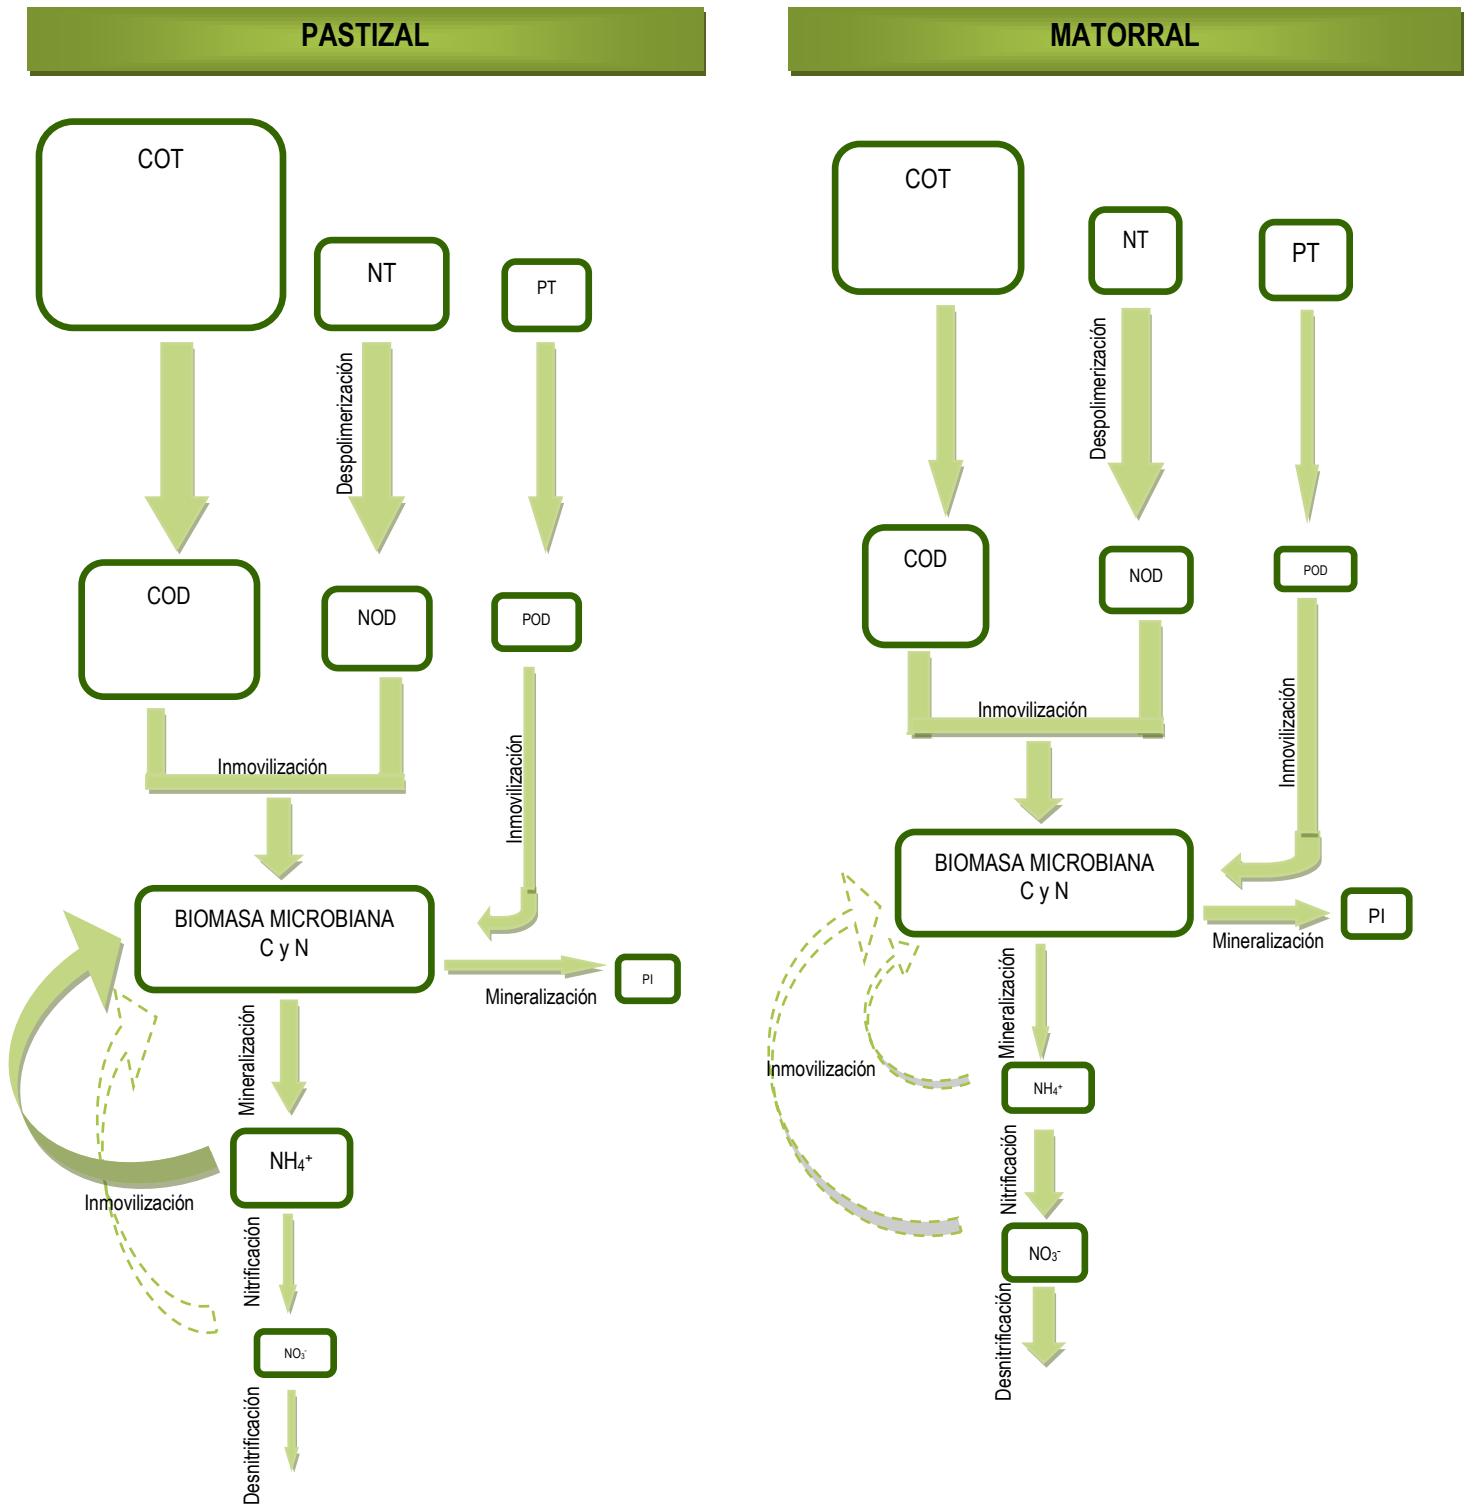 PASTIZAL
COT
NT
PT
Despolimerización
COD
NOD
POD
Inmovilización
Inmovilización
BIOMASA MICROBIANA
C y N
PI
Mineralización
Mineralización
NH₄⁺
Inmovilización
Nitrificación
NO₃⁻
Desnitrificación
MATORRAL
COT
NT
PT
Despolimerización
COD
NOD
POD
Inmovilización
Inmovilización
BIOMASA MICROBIANA
C y N
PI
Mineralización
Mineralización
Inmovilización
NH₄⁺
Nitrificación
NO₃⁻
Desnitrificación